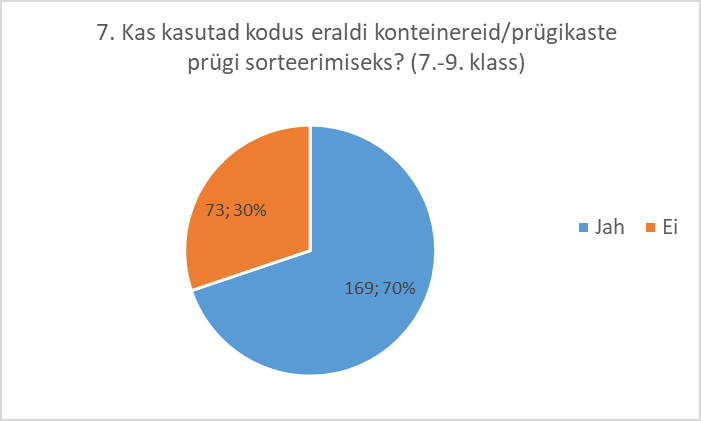 7. Kas kasutad kodus eraldi konteinereid/prügikaste
prügi sorteerimiseks? (7.-9. klass)
73; 30%
169; 70%
Jah
Ei